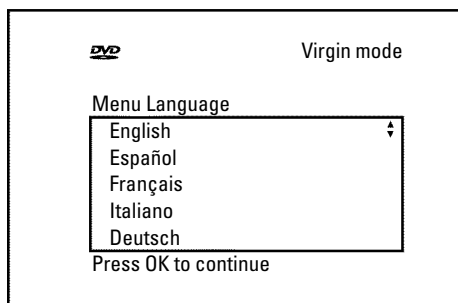 DVD
Virgin mode
Menu Language
English
Español
Français
Italiano
Deutsch
Press OK to continue